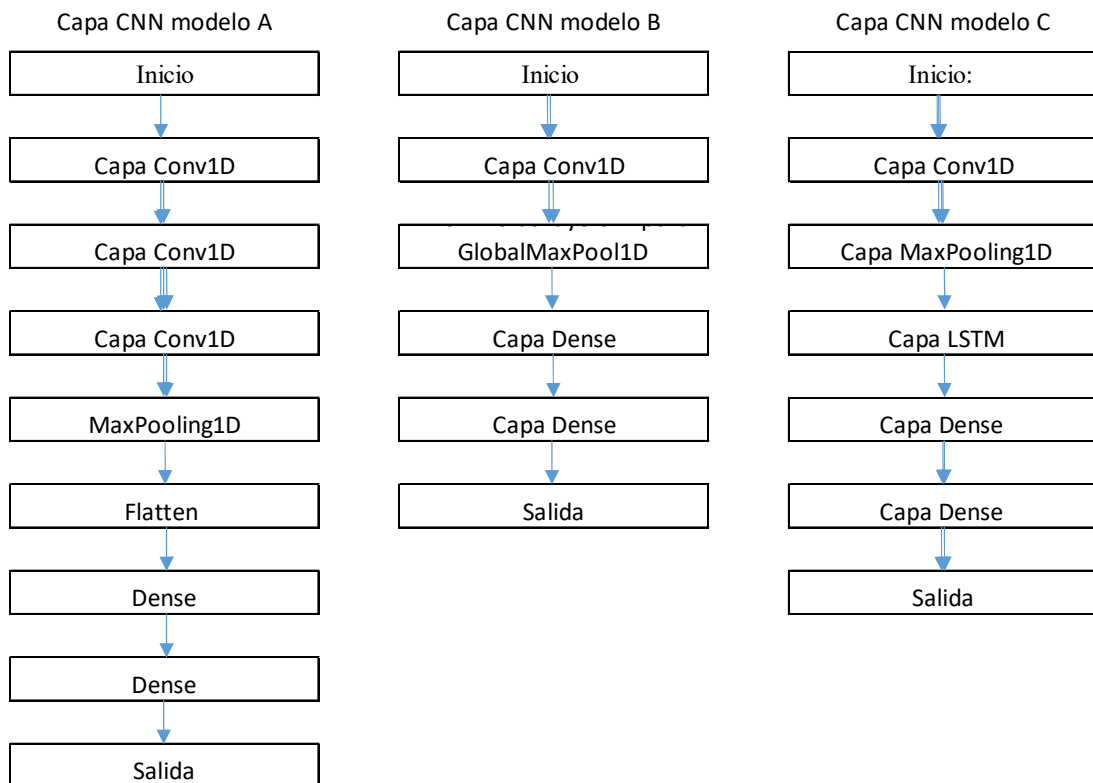 Capa CNN modelo A
Inicio
Capa Conv1D
Capa Conv1D
Capa Conv1D
MaxPooling1D
Flatten
Dense
Dense
Salida
Capa CNN modelo B
Inicio
Capa Conv1D
GlobalMaxPool1D
Capa Dense
Capa Dense
Salida
Capa CNN modelo C
Inicio:
Capa Conv1D
Capa MaxPooling1D
Capa LSTM
Capa Dense
Capa Dense
Salida